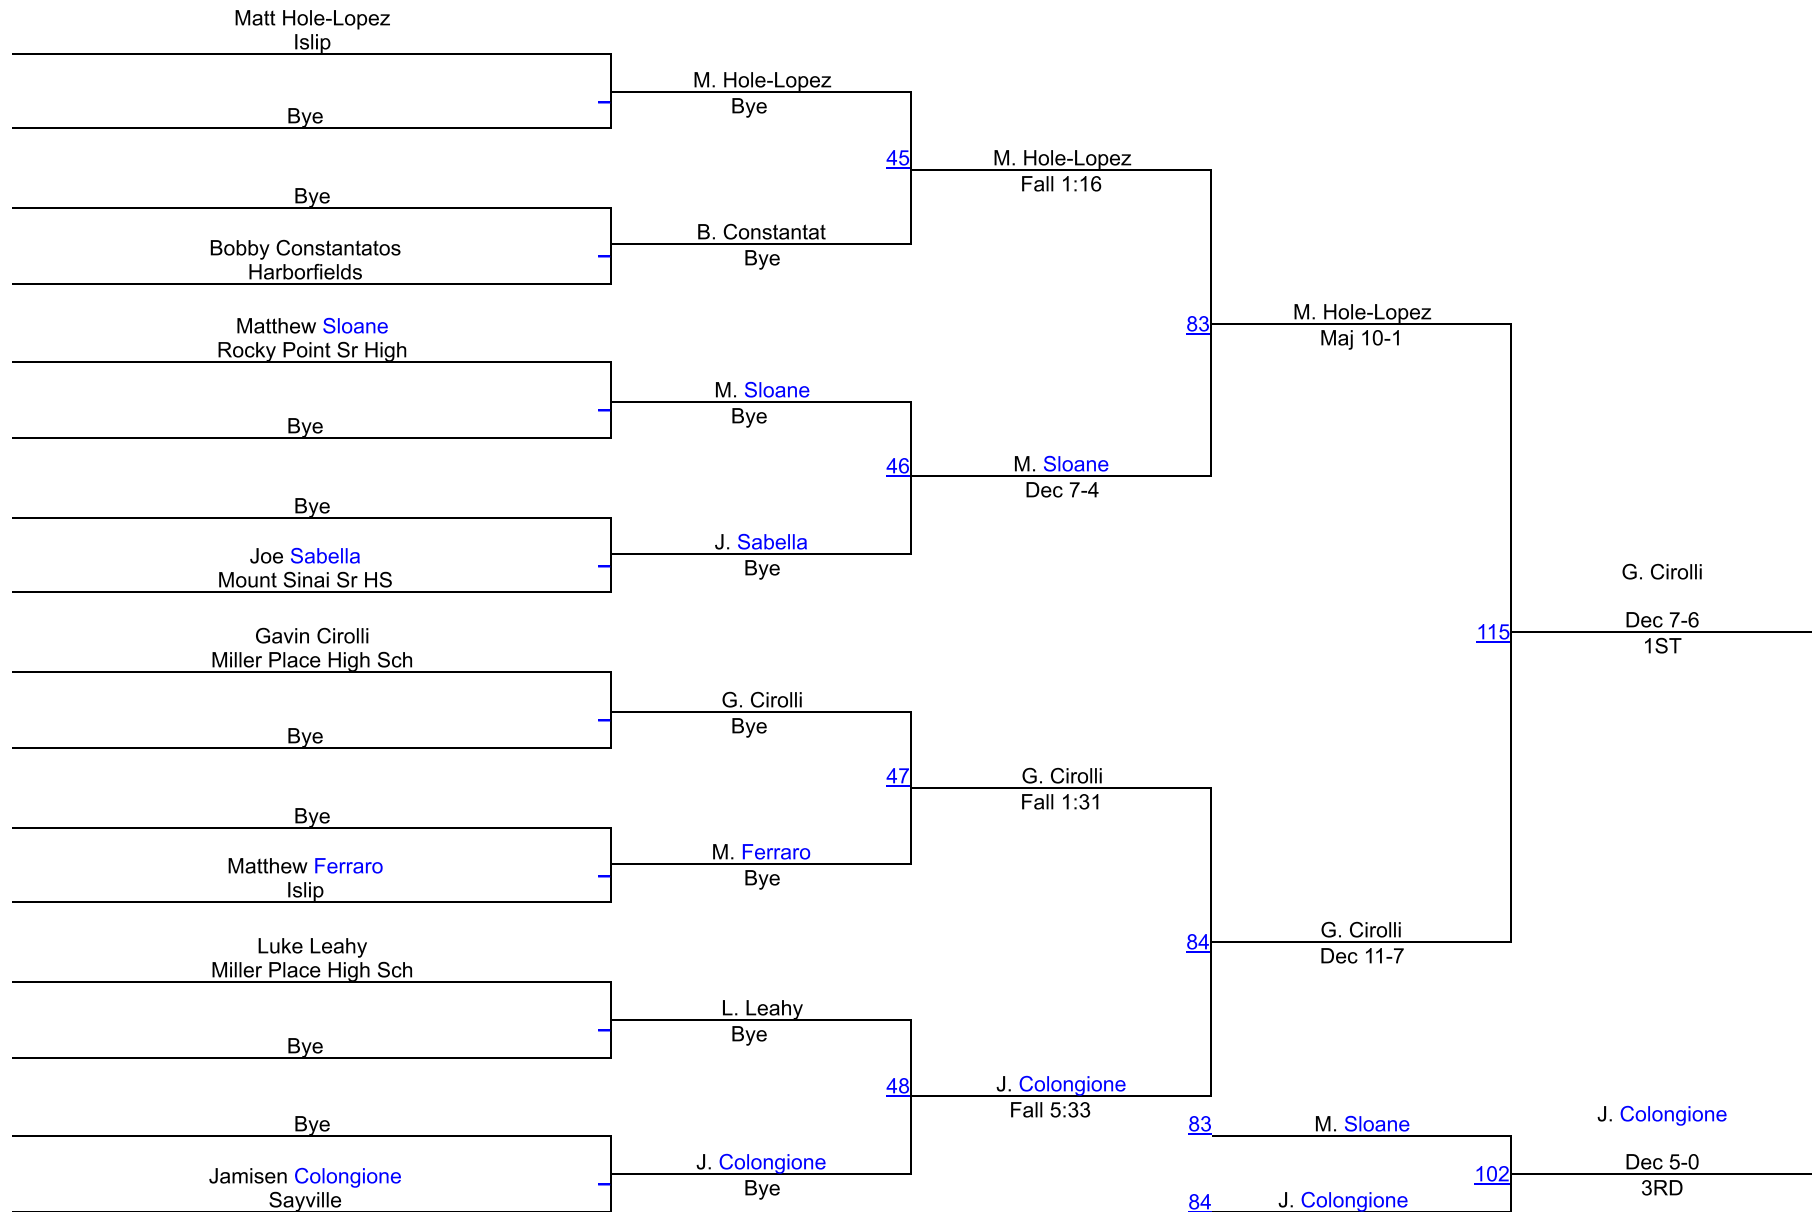 Matt Hole-Lopez
Islip
Bye
Bye
Bobby Constantatos
Harborfields
Matthew Sloane
Rocky Point Sr High
Bye
Bye
Joe Sabella
Mount Sinai Sr HS
Gavin Cirolli
Miller Place High Sch
Bye
Bye
Matthew Ferraro
Islip
Luke Leahy
Miller Place High Sch
Bye
Bye
Jamisen Colongione
Sayville
M. Hole-Lopez
Bye
45
B. Constantat
Bye
M. Sloane
Bye
46
J. Sabella
Bye
G. Cirolli
Bye
47
M. Ferraro
Bye
L. Leahy
Bye
48
J. Colongione
Bye
M. Hole-Lopez
Fall 1:16
83
M. Sloane
Dec 7-4
G. Cirolli
Fall 1:31
84
J. Colongione
Fall 5:33
M. Hole-Lopez
Maj 10-1
115
G. Cirolli
Dec 11-7
G. Cirolli
Dec 7-6
1ST
83
M. Sloane
102
84
J. Colongione
J. Colongione
Dec 5-0
3RD